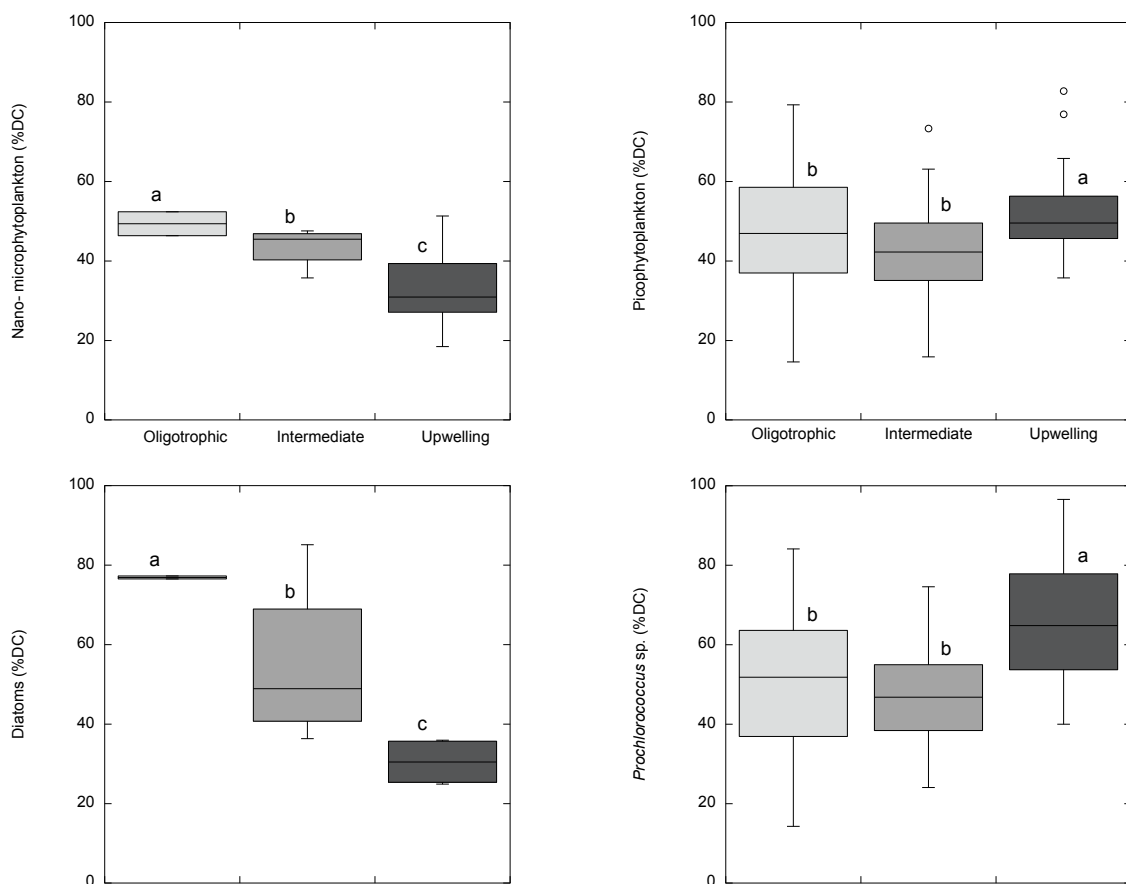 Nano- microphytoplankton (%DC)
100
80
60
40
20
0
a
b
c
Oligotrophic Intermediate Upwelling
Picophytoplankton (%DC)
100
80
60
40
20
0
b
b
a
Oligotrophic Intermediate Upwelling
Diatoms (%DC)
100
80
60
40
20
0
a
b
c
Prochlorococcus sp. (%DC)
100
80
60
40
20
0
b
b
a